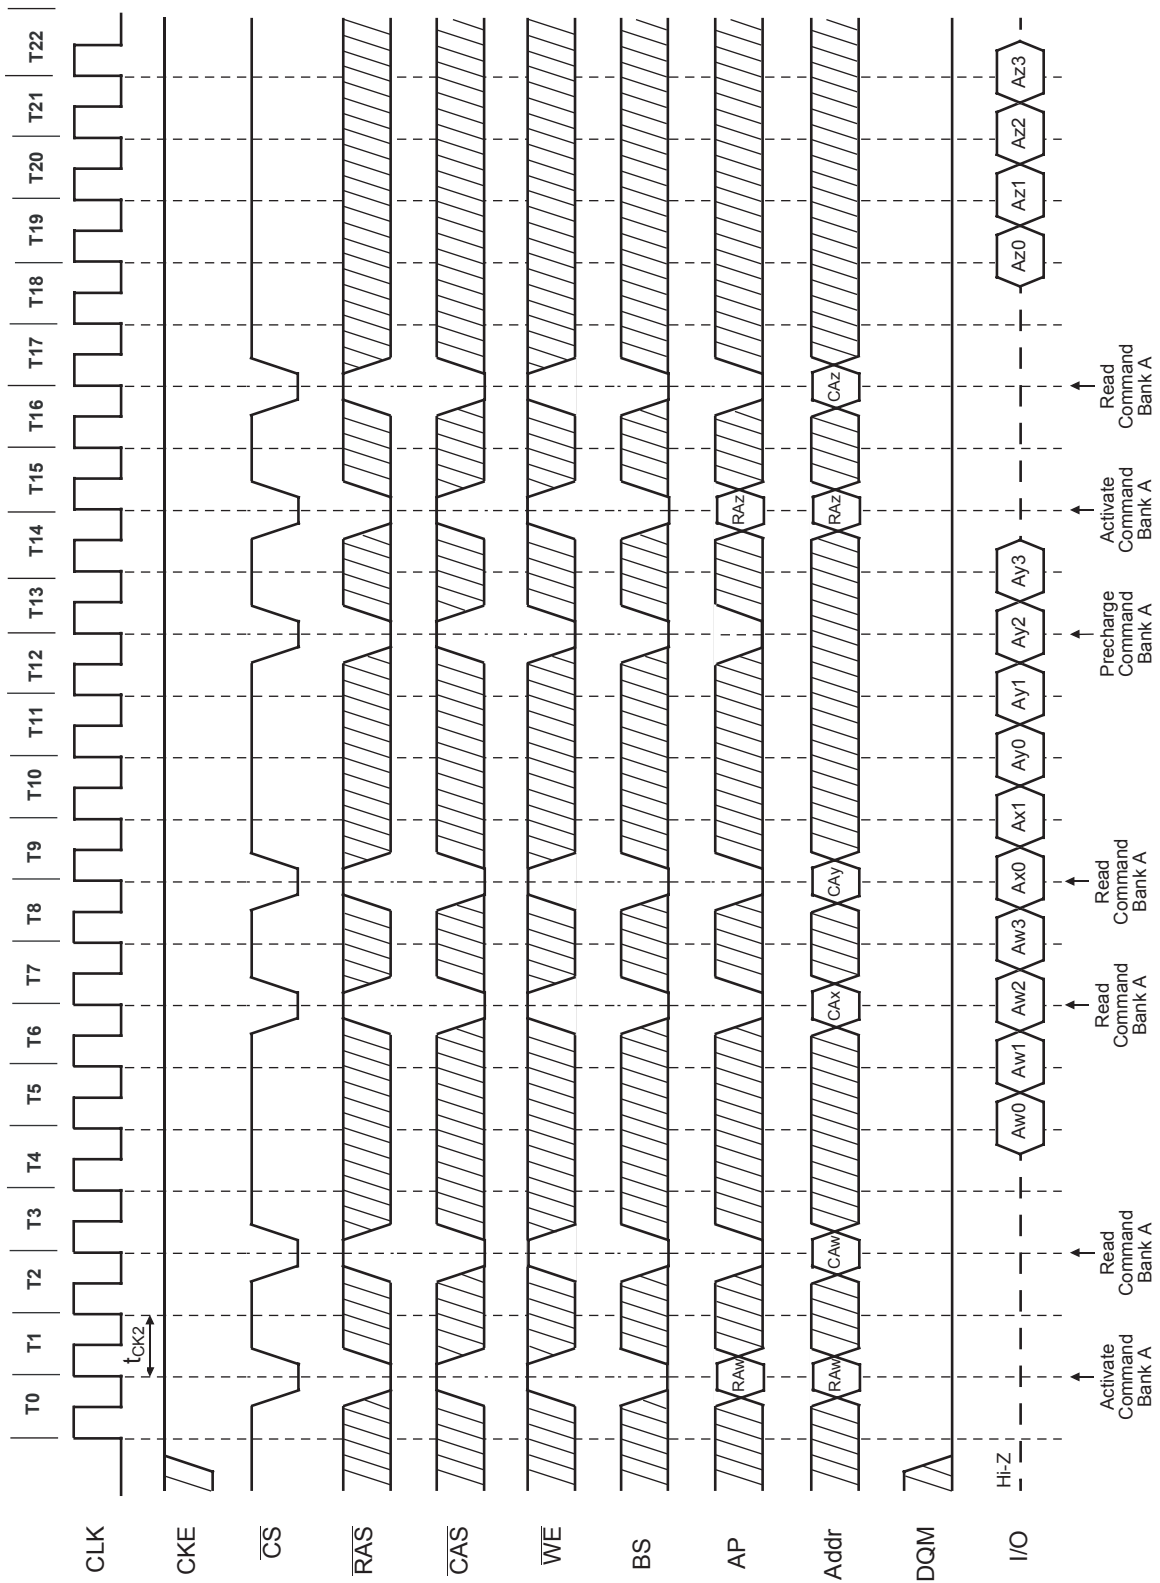 T0 T1 T2 T3 T4 T5 T6 T7 T8 T9 T10 T11 T12 T13 T14 T15 T16 T17 T18 T19 T20 T21 T22
CLK
tCK2
CKE
CS
RAS
CAS
WE
BS
AP
RAw RAz
Addr
RAw CAw CAx CAy RAz CAz
DQM
I/O
Hi-Z
Aw0 Aw1 Aw2 Aw3 Ax0 Ax1 Ay0 Ay1 Ay2 Ay3 Az0 Az1 Az2 Az3
Activate
Command
Bank A
Read
Command
Bank A
Read
Command
Bank A
Read
Command
Bank A
Precharge
Command
Bank A
Activate
Command
Bank A
Read
Command
Bank A